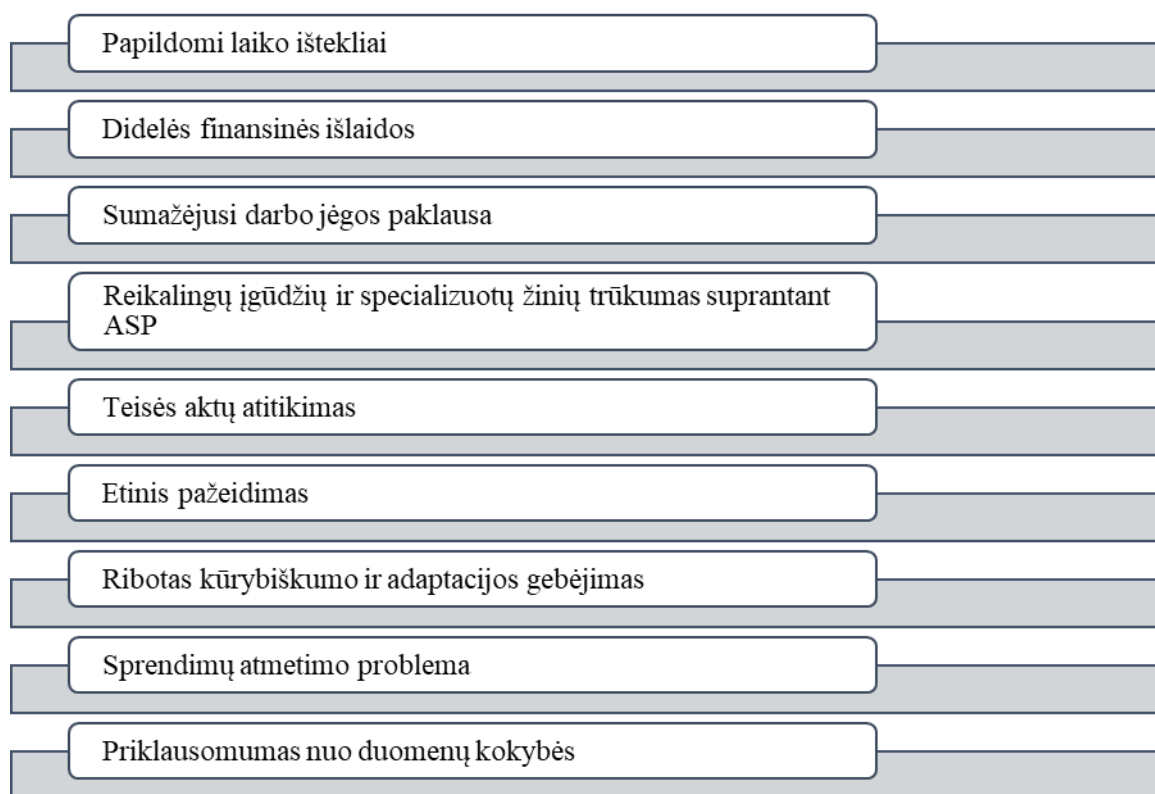 Papildomi laiko ištekliai
Didelės finansinės išlaidos
Sumažėjusi darbo jėgos paklausa
Reikalingų įgūdžių ir specializuotų žinių trūkumas suprantant
ASP
Teisės aktų atitikimas
Etinis pažeidimas
Ribotas kūrybiškumo ir adaptacijos gebėjimas
Sprendimų atmetimo problema
Priklausomumas nuo duomenų kokybės